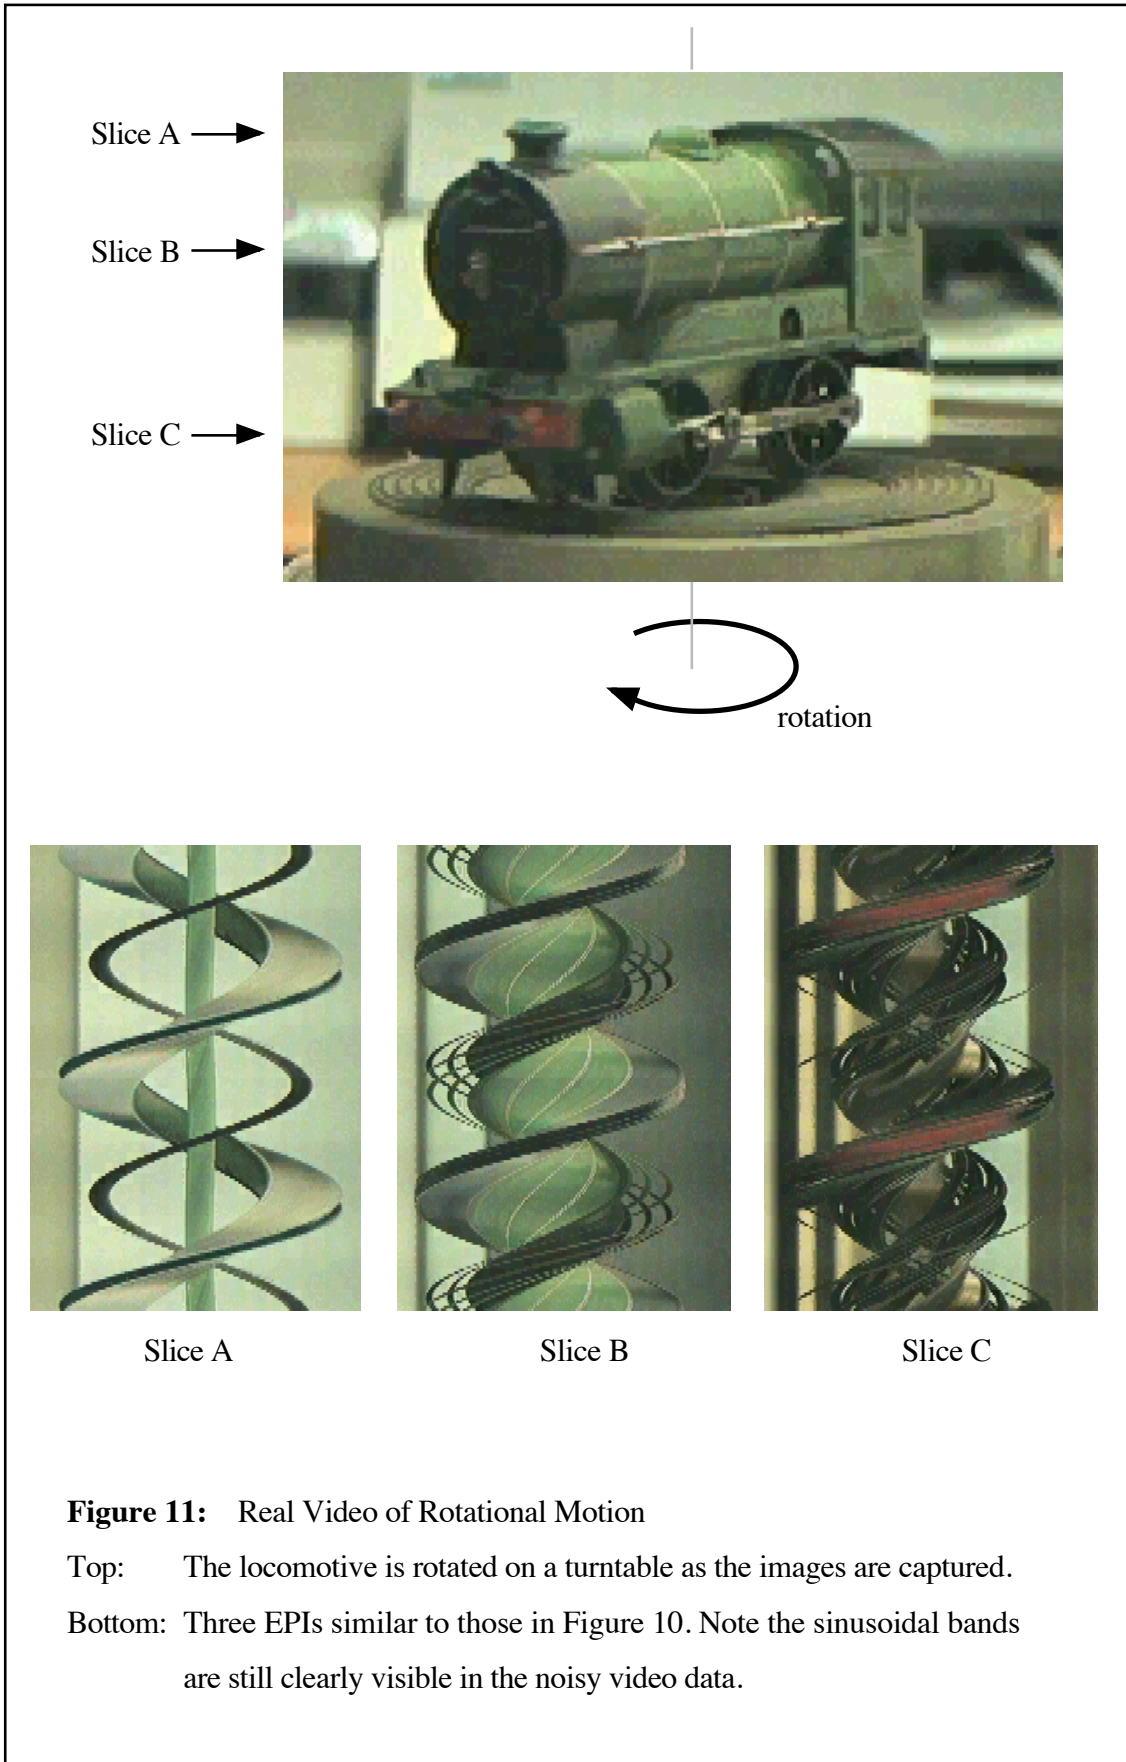 Slice A
Slice B
Slice C
rotation
Slice A Slice B Slice C
Figure 11: Real Video of Rotational Motion
Top: The locomotive is rotated on a turntable as the images are captured.
Bottom: Three EPIs similar to those in Figure 10. Note the sinusoidal bands
are still clearly visible in the noisy video data.